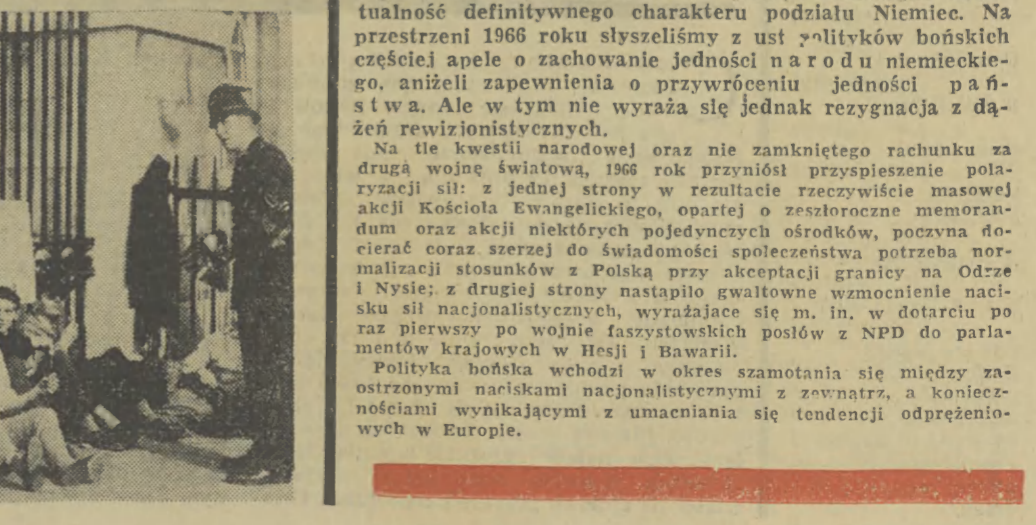 tualność definitywnego charakteru podziału Niemiec. Na
przestrzeni 1966 roku słyszeliśmy z ust polityków bońskich
częściej apele o zachowanie jedności narodu niemieckie-
go, aniżeli zapewnienia o przywróceniu jedności pań-
stwa. Ale w tym nie wyraża się jednak rezygnacja z dą-
żeń rewizjonistycznych.
Na tle kwestii narodowej oraz nie zamkniętego rachunku za
drugą wojnę światową, 1966 rok przyniósł przyspieszenie pola-
ryzacji sił: z jednej strony w rezultacie rzeczywiście masowej
akcji Kościoła Ewangelickiego, opartej o zeszłoroczne memoran-
dum oraz akcji niektórych pojedynczych ośrodków, poczyna do-
cierać coraz szerzej do świadomości społeczeństwa potrzeba nor-
malizacji stosunków z Polską przy akceptacji granicy na Odrze
i Nysie; z drugiej strony nastąpiło gwałtowne wzmocnienie naci-
sku sił nacjonalistycznych, wyrażające się m. in. w dotarciu po
raz pierwszy po wojnie faszystowskich posłów z NPD do parla-
mentów krajowych w Hesji i Bawarii.
Polityka bońska wchodzi w okres szamotania się między za-
ostrzonymi naciskami nacjonalistycznymi z zewnątrz, a koniecz-
nościami wynikającymi z umacniania się tendencji odprężenio-
wych w Europie.